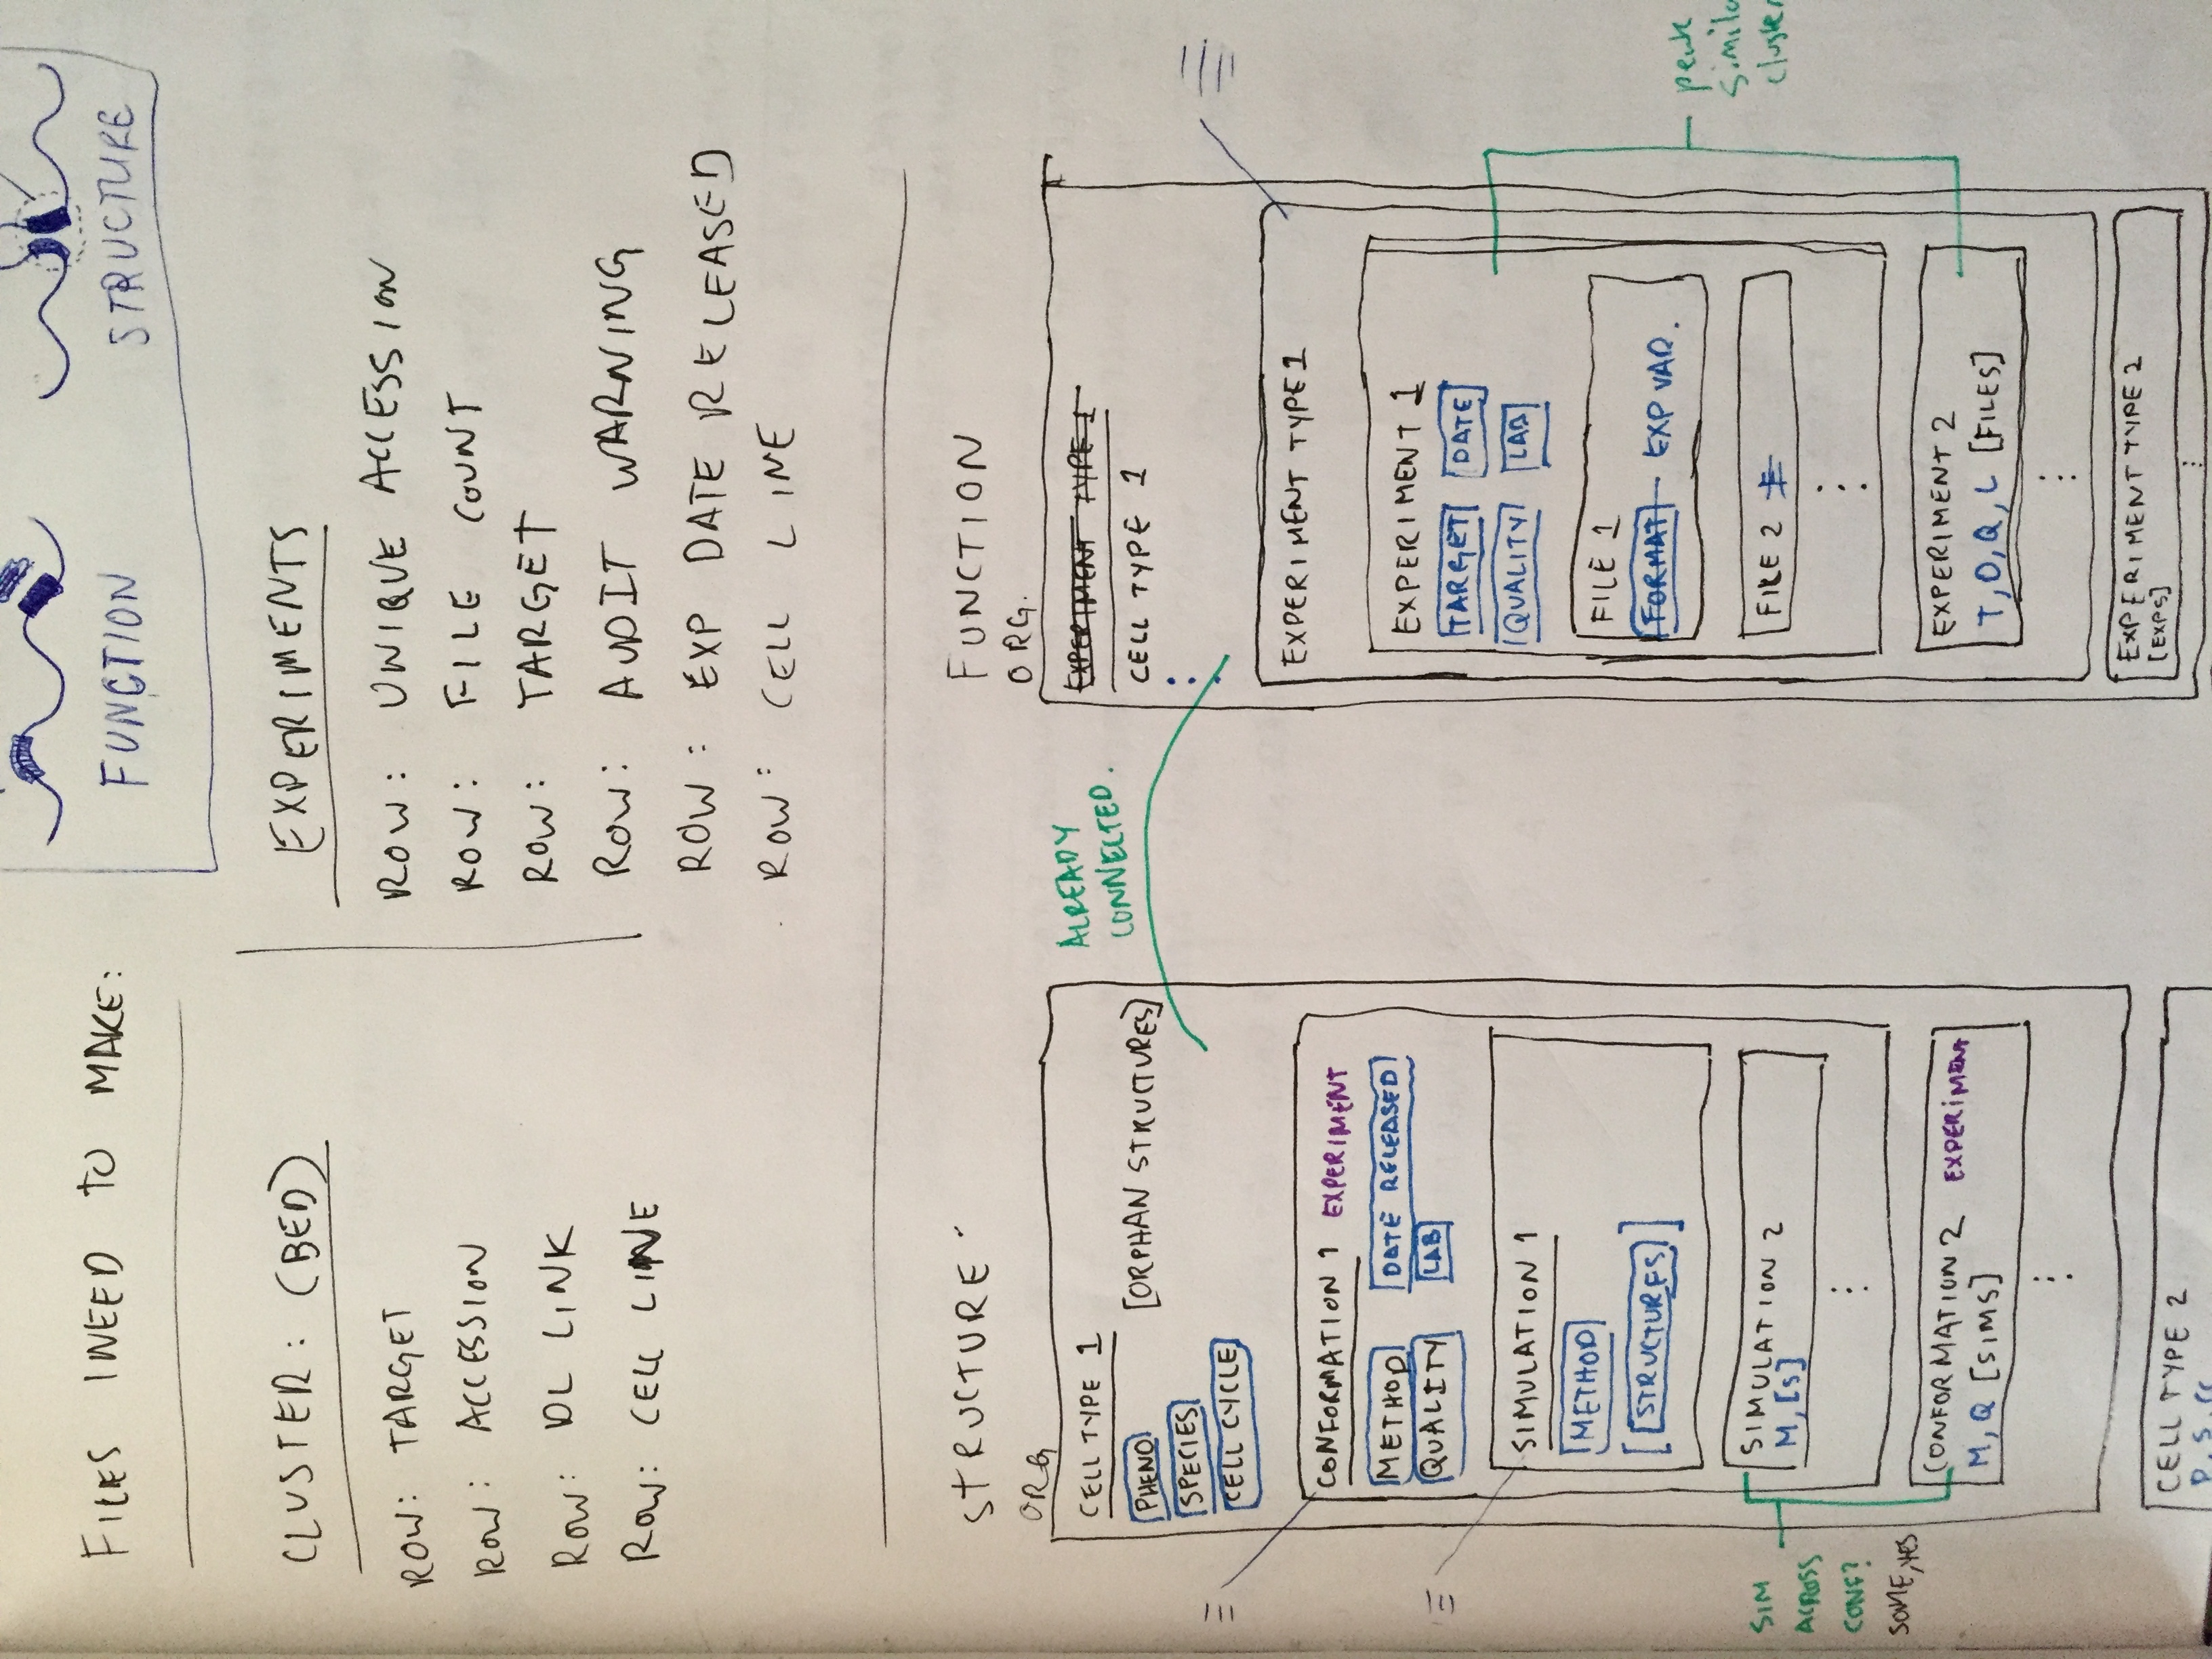 FUNCTION
STRUCTURE
FILES I NEED TO MAKE:
CLUSTER: (BED)
ROW: TARGET
ROW: ACCESSION
ROW: DL LINK
ROW: CELL LINE
EXPERIMENTS
ROW: UNIQUE ACCESSION
ROW: FILE COUNT
ROW: TARGET
ROW: AUDIT WARNING
ROW: EXP DATE RELEASED
ROW: CELL LINE
STRUCTURE
ORG
CELL TYPE 1
PHENO
[ORPHAN STRUCTURES]
SPECIES
CELL CYCLE
CONFORMATION 1 EXPERIMENT
METHOD DATE RELEASED
QUALITY LAB
SIMULATION 1
METHOD
[STRUCTURES]
SIMULATION 2
M, [S]
SIM
ACROSS
CONF?
SOME, YES
CONFORMATION 2 EXPERIMENT
M, Q [SIMS]
CELL TYPE 2
P, S, CC
ALREADY
CONNECTED.
FUNCTION
ORG.
EXPERIMENT TYPE 1
CELL TYPE 1
EXPERIMENT TYPE 1
EXPERIMENT 1
TARGET DATE
QUALITY LAB
FILE 1
FORMAT EXP VAR.
FILE 2
peak
simila
cluster
EXPERIMENT 2
T, D, Q, L [FILES]
EXPERIMENT TYPE 2
[EXPS]